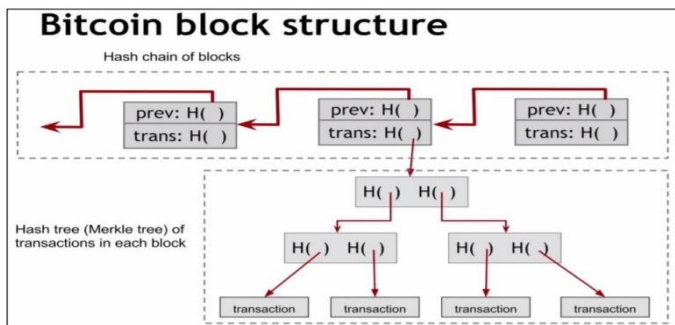 Bitcoin block structure
Hash chain of blocks
prev: H( ) prev: H( ) prev: H( )
trans: H( ) trans: H( ) trans: H( )
H( ) H( )
Hash tree (Merkle tree) of
transactions in each block
H( ) H( ) H( ) H( )
transaction transaction transaction transaction